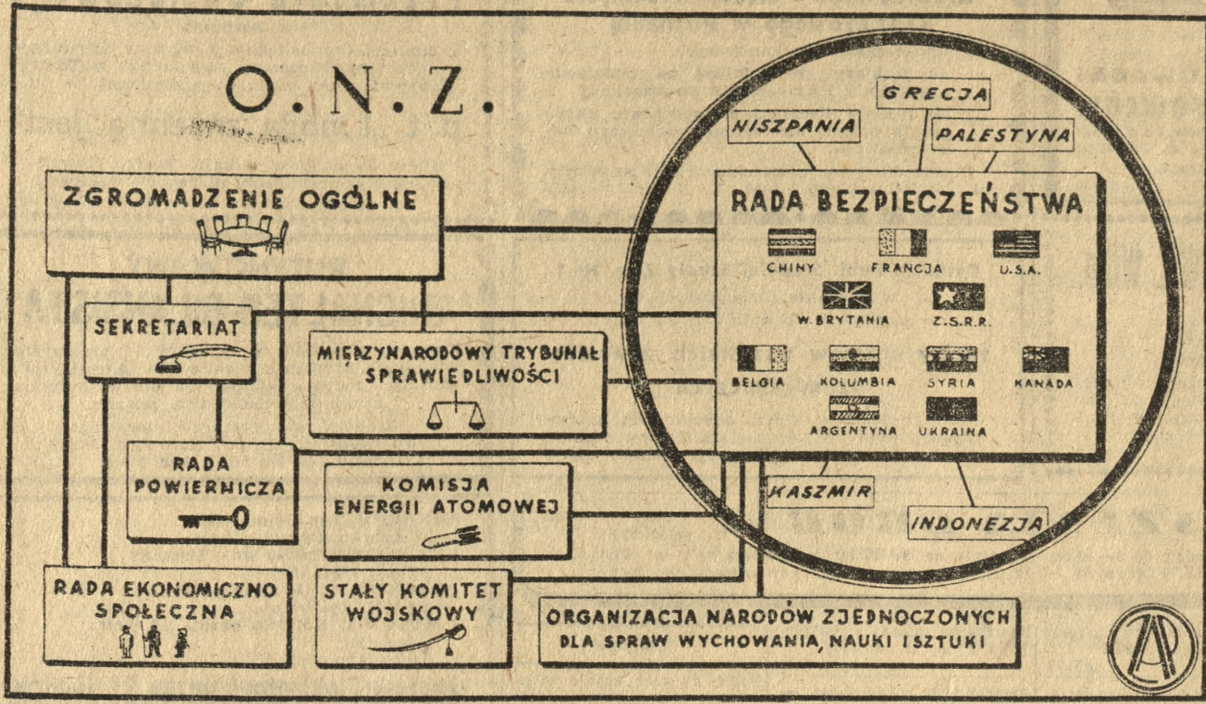 O.N.Z.
ZGROMADZENIE OGÓLNE
SEKRETARIAT
MIĘDZYNARODOWY TRYBUNAŁ
SPRAWIEDLIWOŚCI
RADA
POWIERNICZA
KOMISJA
ENERGII ATOMOWEJ
RADA EKONOMICZNO
SPOŁECZNA
STAŁY KOMITET
WOJSKOWY
ORGANIZACJA NARODÓW ZJEDNOCZONYCH
DLA SPRAW WYCHOWANIA, NAUKI I SZTUKI
GRECJA
HISZPANIA
PALESTYNA
RADA BEZPIECZEŃSTWA
CHINY FRANCJA U.S.A.
W.BRYTANIA Z.S.R.R.
BELGIA KOLUMBIA SYRIA KANADA
ARGENTYNA UKRAINA
KASZMIR
INDONEZJA